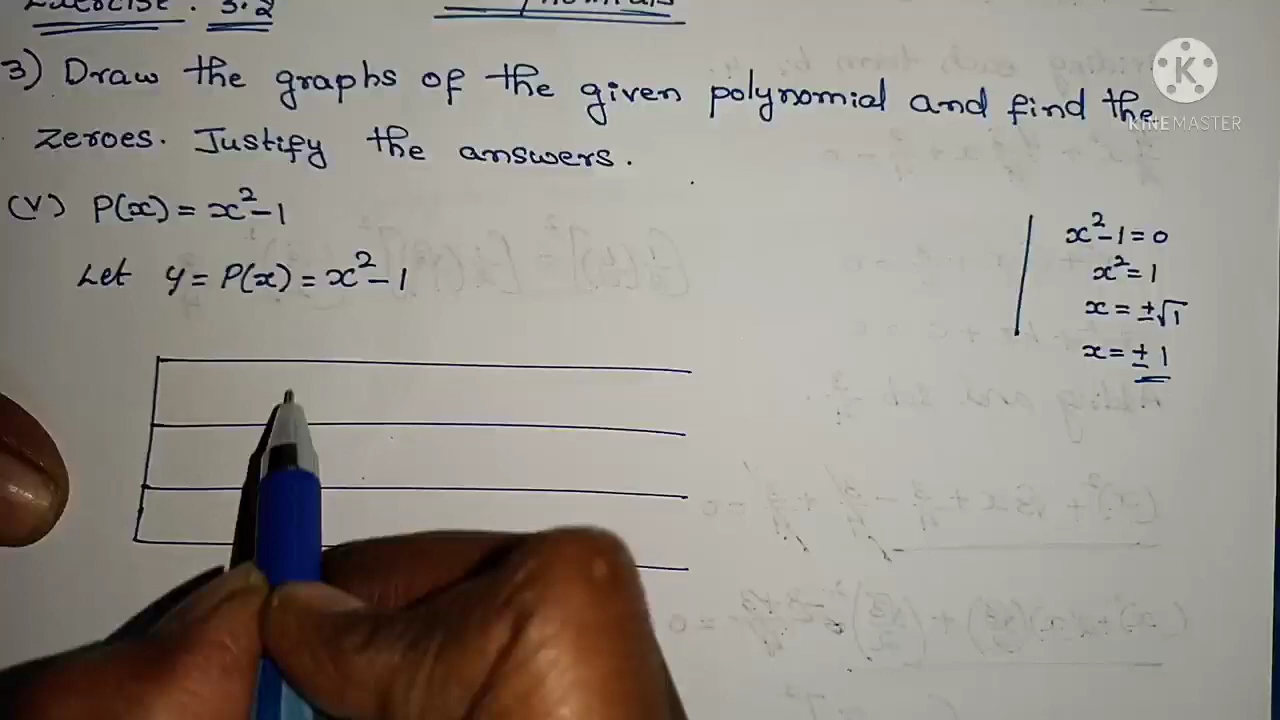 Exercise. 3.2
3) Draw the graphs of the given polynomial and find the
zeroes. Justify the answers.
(V) P(x) = x² - 1
Let y = P(x) = x² - 1
x² - 1 = 0
x² = 1
x = ±√1
x = ± 1
K
KINEMASTER